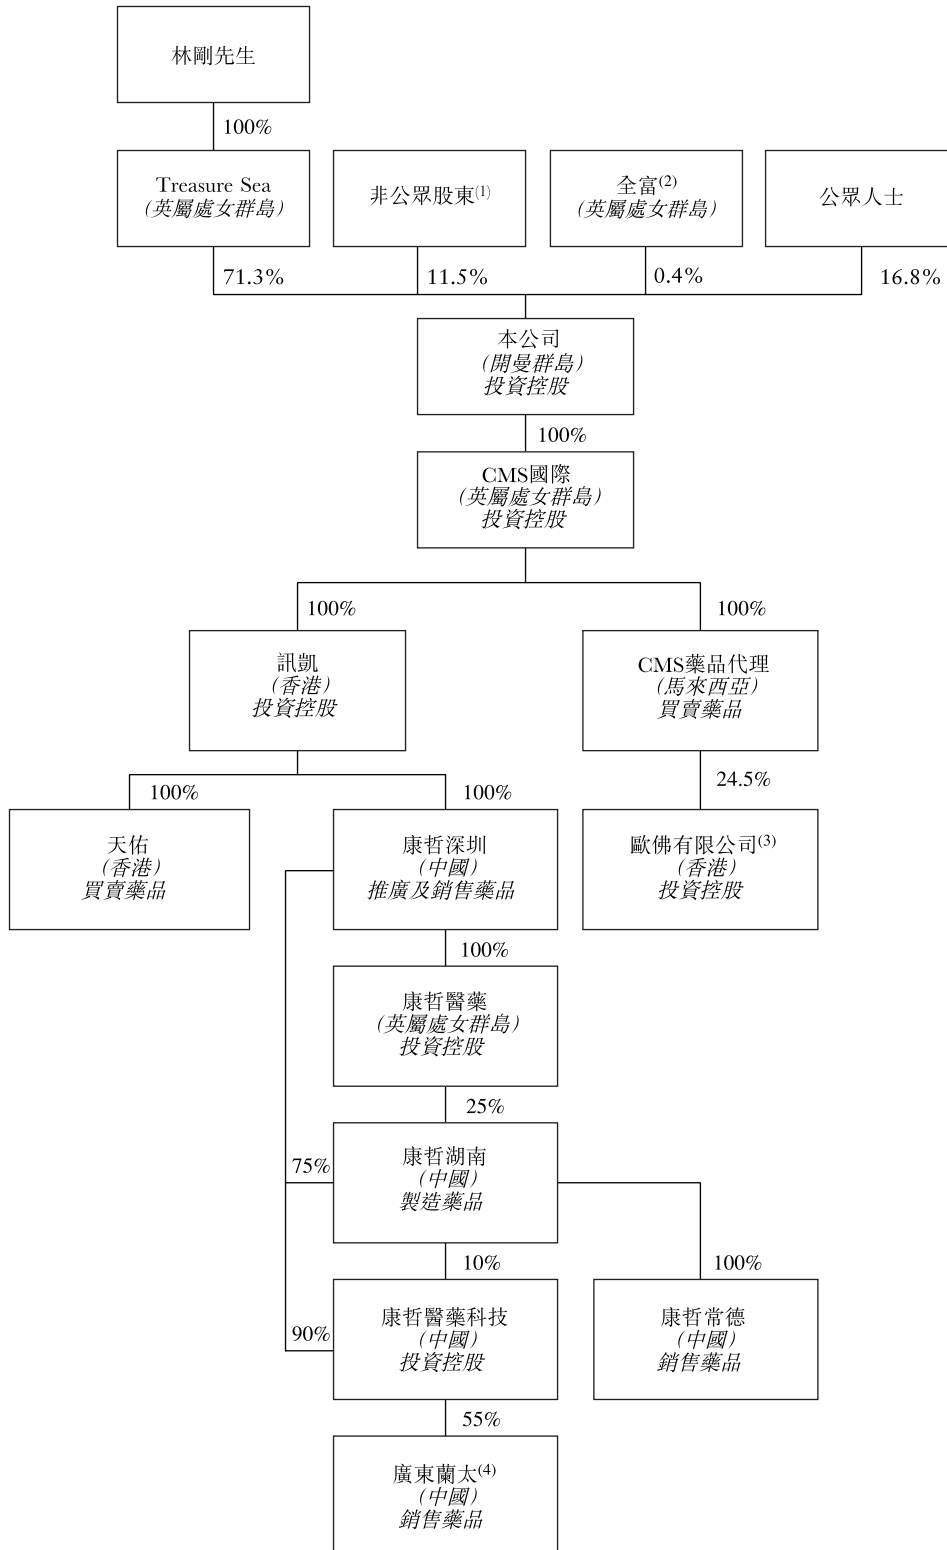 林剛先生
100%
Treasure Sea
(英屬處女群島)
非公眾股東(1)
全富(2)
(英屬處女群島)
公眾人士
71.3%
11.5%
0.4%
16.8%
本公司
(開曼群島)
投資控股
100%
CMS國際
(英屬處女群島)
投資控股
100%
100%
訊凱
(香港)
投資控股
CMS藥品代理
(馬來西亞)
買賣藥品
100%
100%
24.5%
天佑
(香港)
買賣藥品
康哲深圳
(中國)
推廣及銷售藥品
歐佛有限公司(3)
(香港)
投資控股
100%
康哲醫藥
(英屬處女群島)
投資控股
25%
75%
康哲湖南
(中國)
製造藥品
10%
100%
90%
康哲醫藥科技
(中國)
投資控股
康哲常德
(中國)
銷售藥品
55%
廣東蘭太(4)
(中國)
銷售藥品